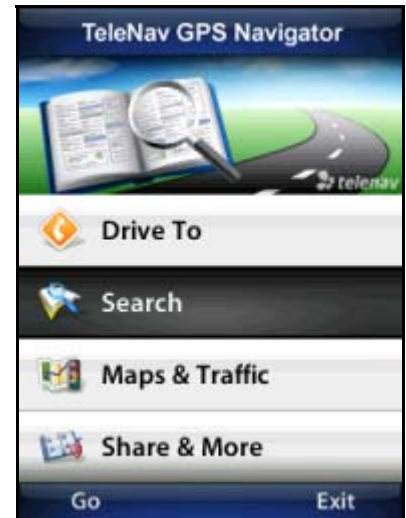 TeleNav GPS Navigator
telenav
Drive To
Search
Maps & Traffic
Share & More
Go Exit